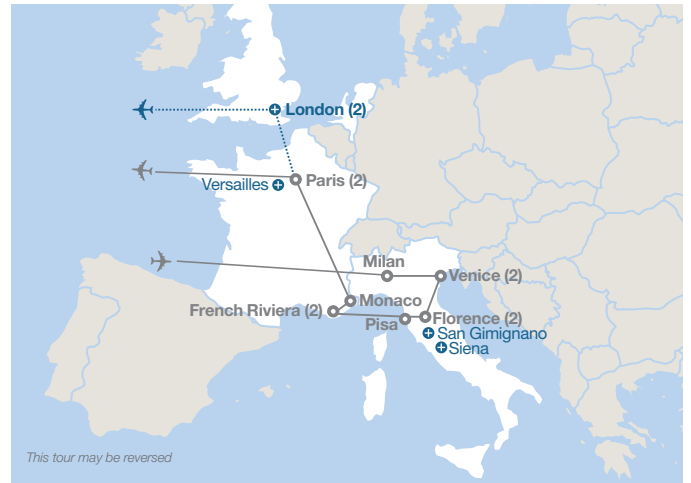 London (2)
Versailles
Paris (2)
Milan
Venice (2)
Monaco
French Riviera (2)
Pisa
Florence (2)
San Gimignano
Siena
This tour may be reversed